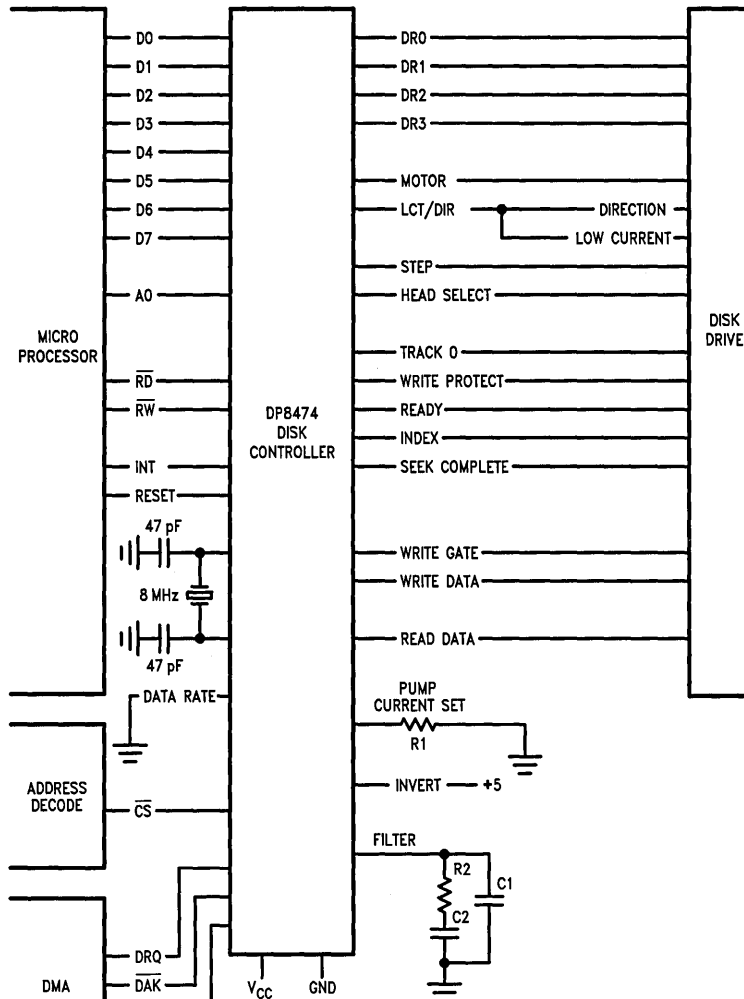 D0
D1
D2
D3
D4
D5
D6
D7
A0
MICRO
PROCESSOR
RD
RW
INT
RESET
47 pF
8 MHz
47 pF
DATA RATE
ADDRESS
DECODE
CS
DRQ
DAK
DMA
DP8474
DISK
CONTROLLER
VCC
GND
DR0
DR1
DR2
DR3
MOTOR
LCT/DIR
DIRECTION
LOW CURRENT
STEP
HEAD SELECT
TRACK 0
WRITE PROTECT
READY
INDEX
SEEK COMPLETE
WRITE GATE
WRITE DATA
READ DATA
DISK
DRIVE
PUMP
CURRENT SET
R1
INVERT
+5
FILTER
R2
C1
C2